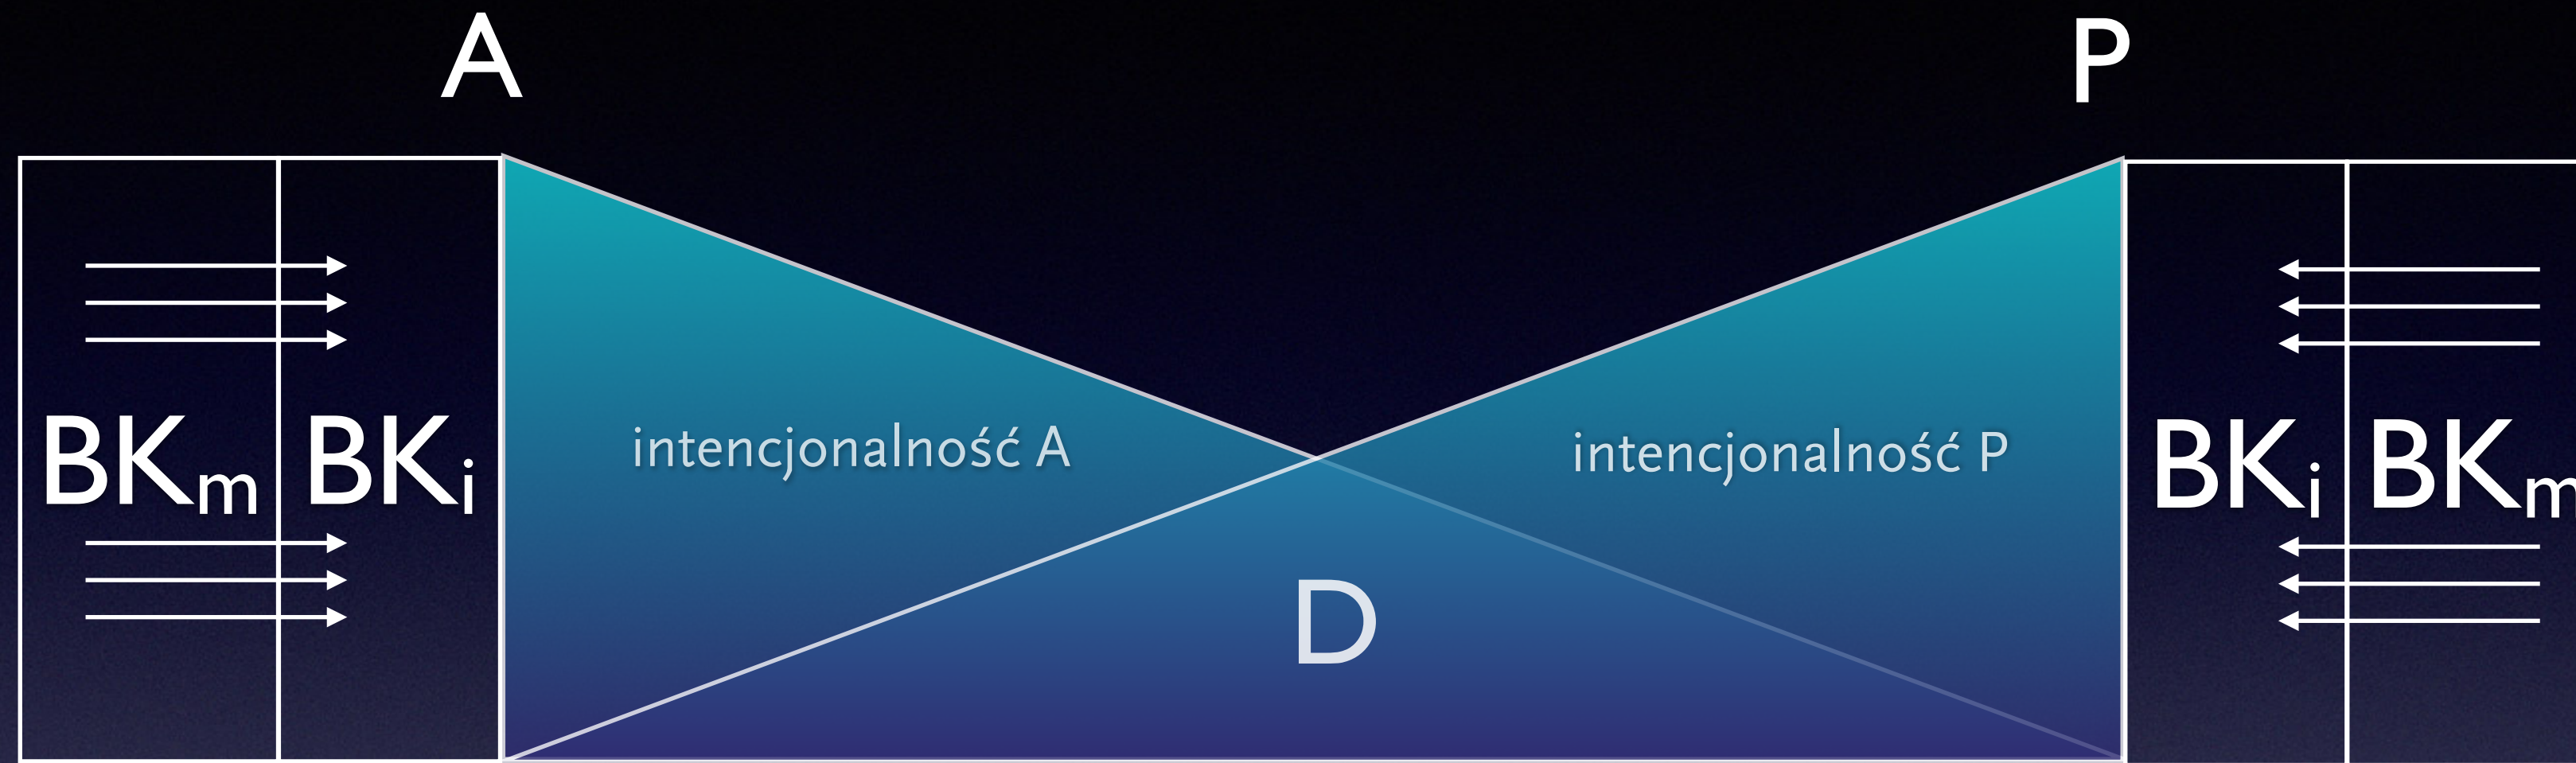 A
P
BKm
BKi
intencjonalność A
intencjonalność P
BKi
BKm
D